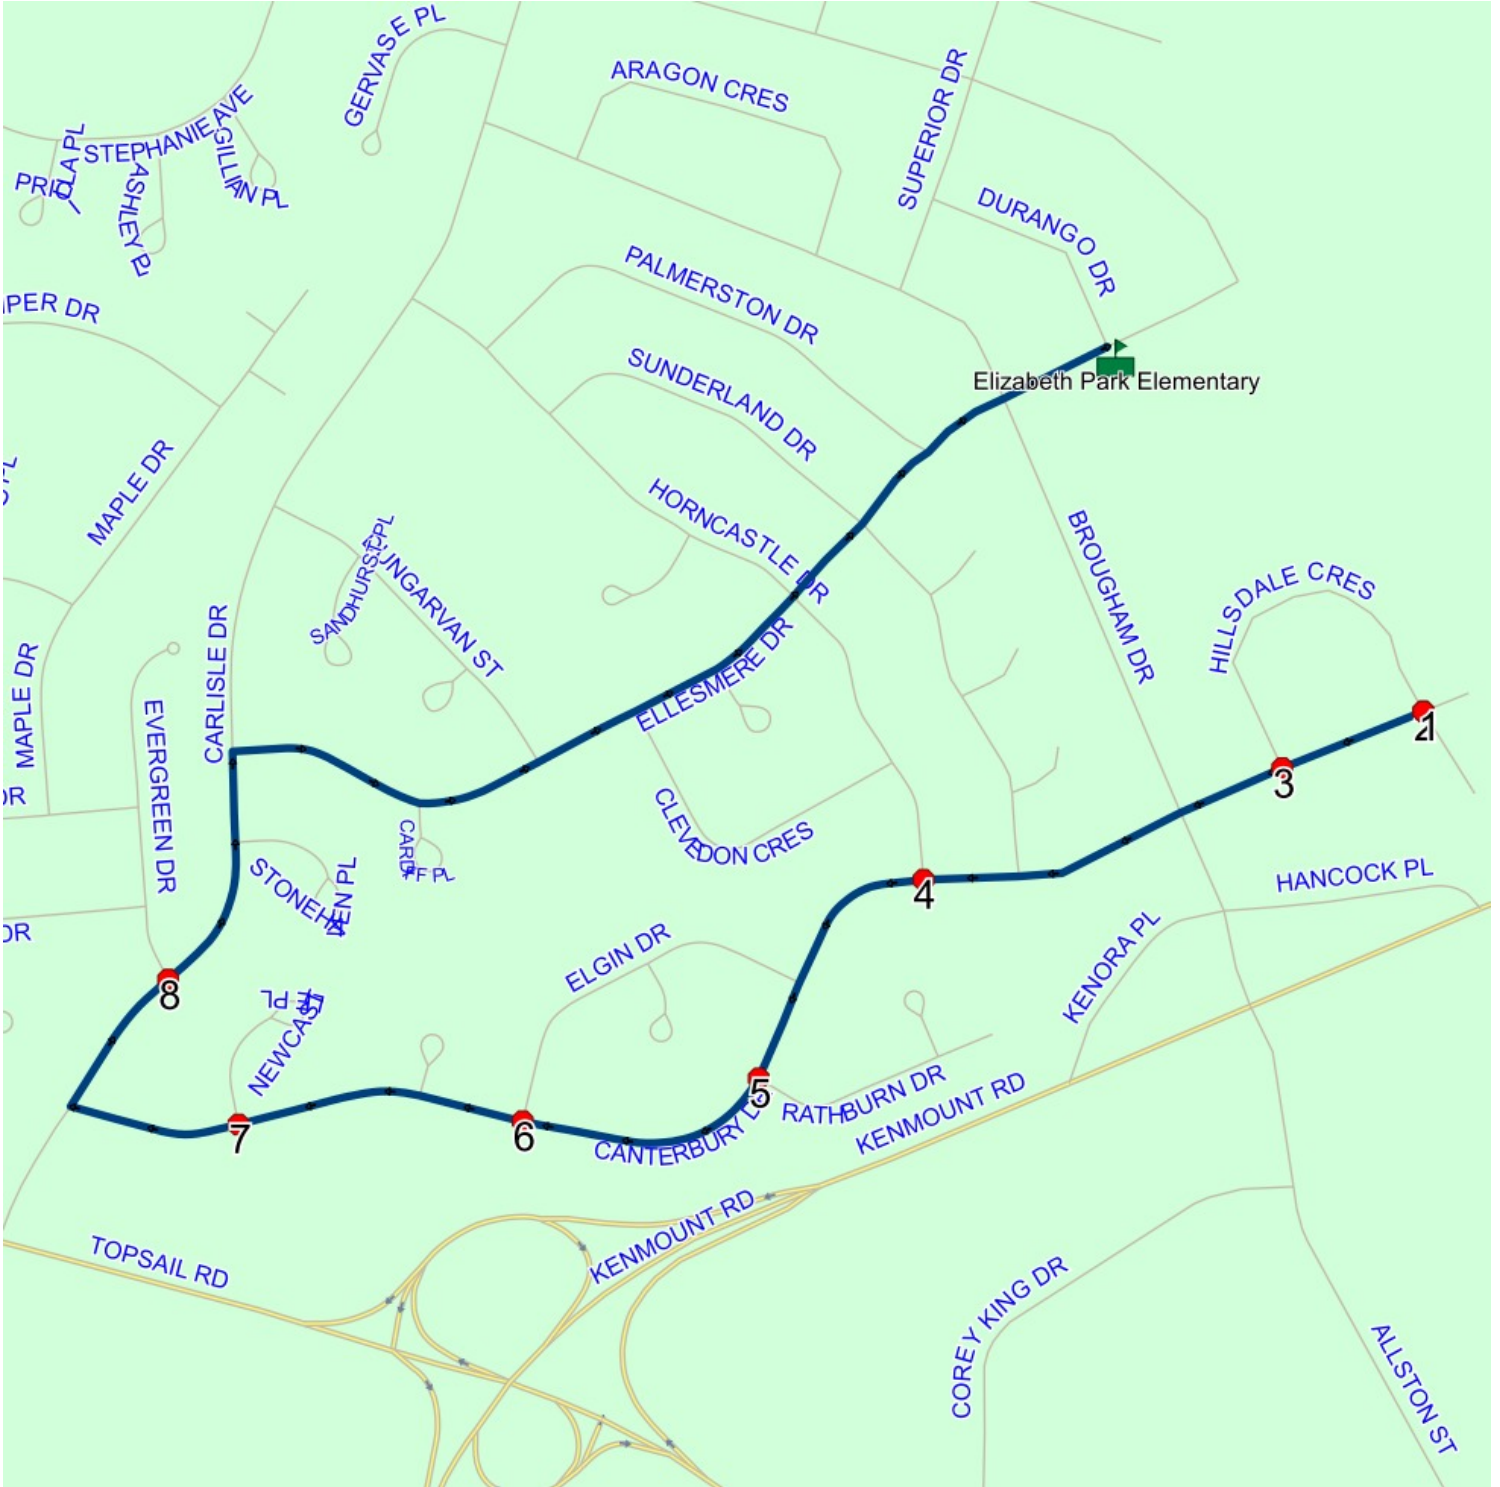 GERVASE PL
ARAGON CRES
SUPERIOR DR
STEPHANIE AVE
GILLIAN PL
ASHLEY PL
DURANGO DR
PALMERSTON DR
IPER DR
SUNDERLAND DR
Elizabeth Park Elementary
MAPLE DR
HORNCASTLE DR
SANDHURST PL
DUNGARVAN ST
BROUGHAM DR
HILLSDALE CRES
CARLISLE DR
MAPLE DR
ELLESMERE DR
EVERGREEN DR
1
2
3
DR
CLEVEDON CRES
CARDIFF PL
STONEHAVEN PL
4
HANCOCK PL
DR
ELGIN DR
KENORA PL
8
NEWCASTLE PL
5
RATHBURN DR
KENMOUNT RD
7
6
CANTERBURY DR
KENMOUNT RD
TOPSAIL RD
COREY KING DR
ALLSTON ST